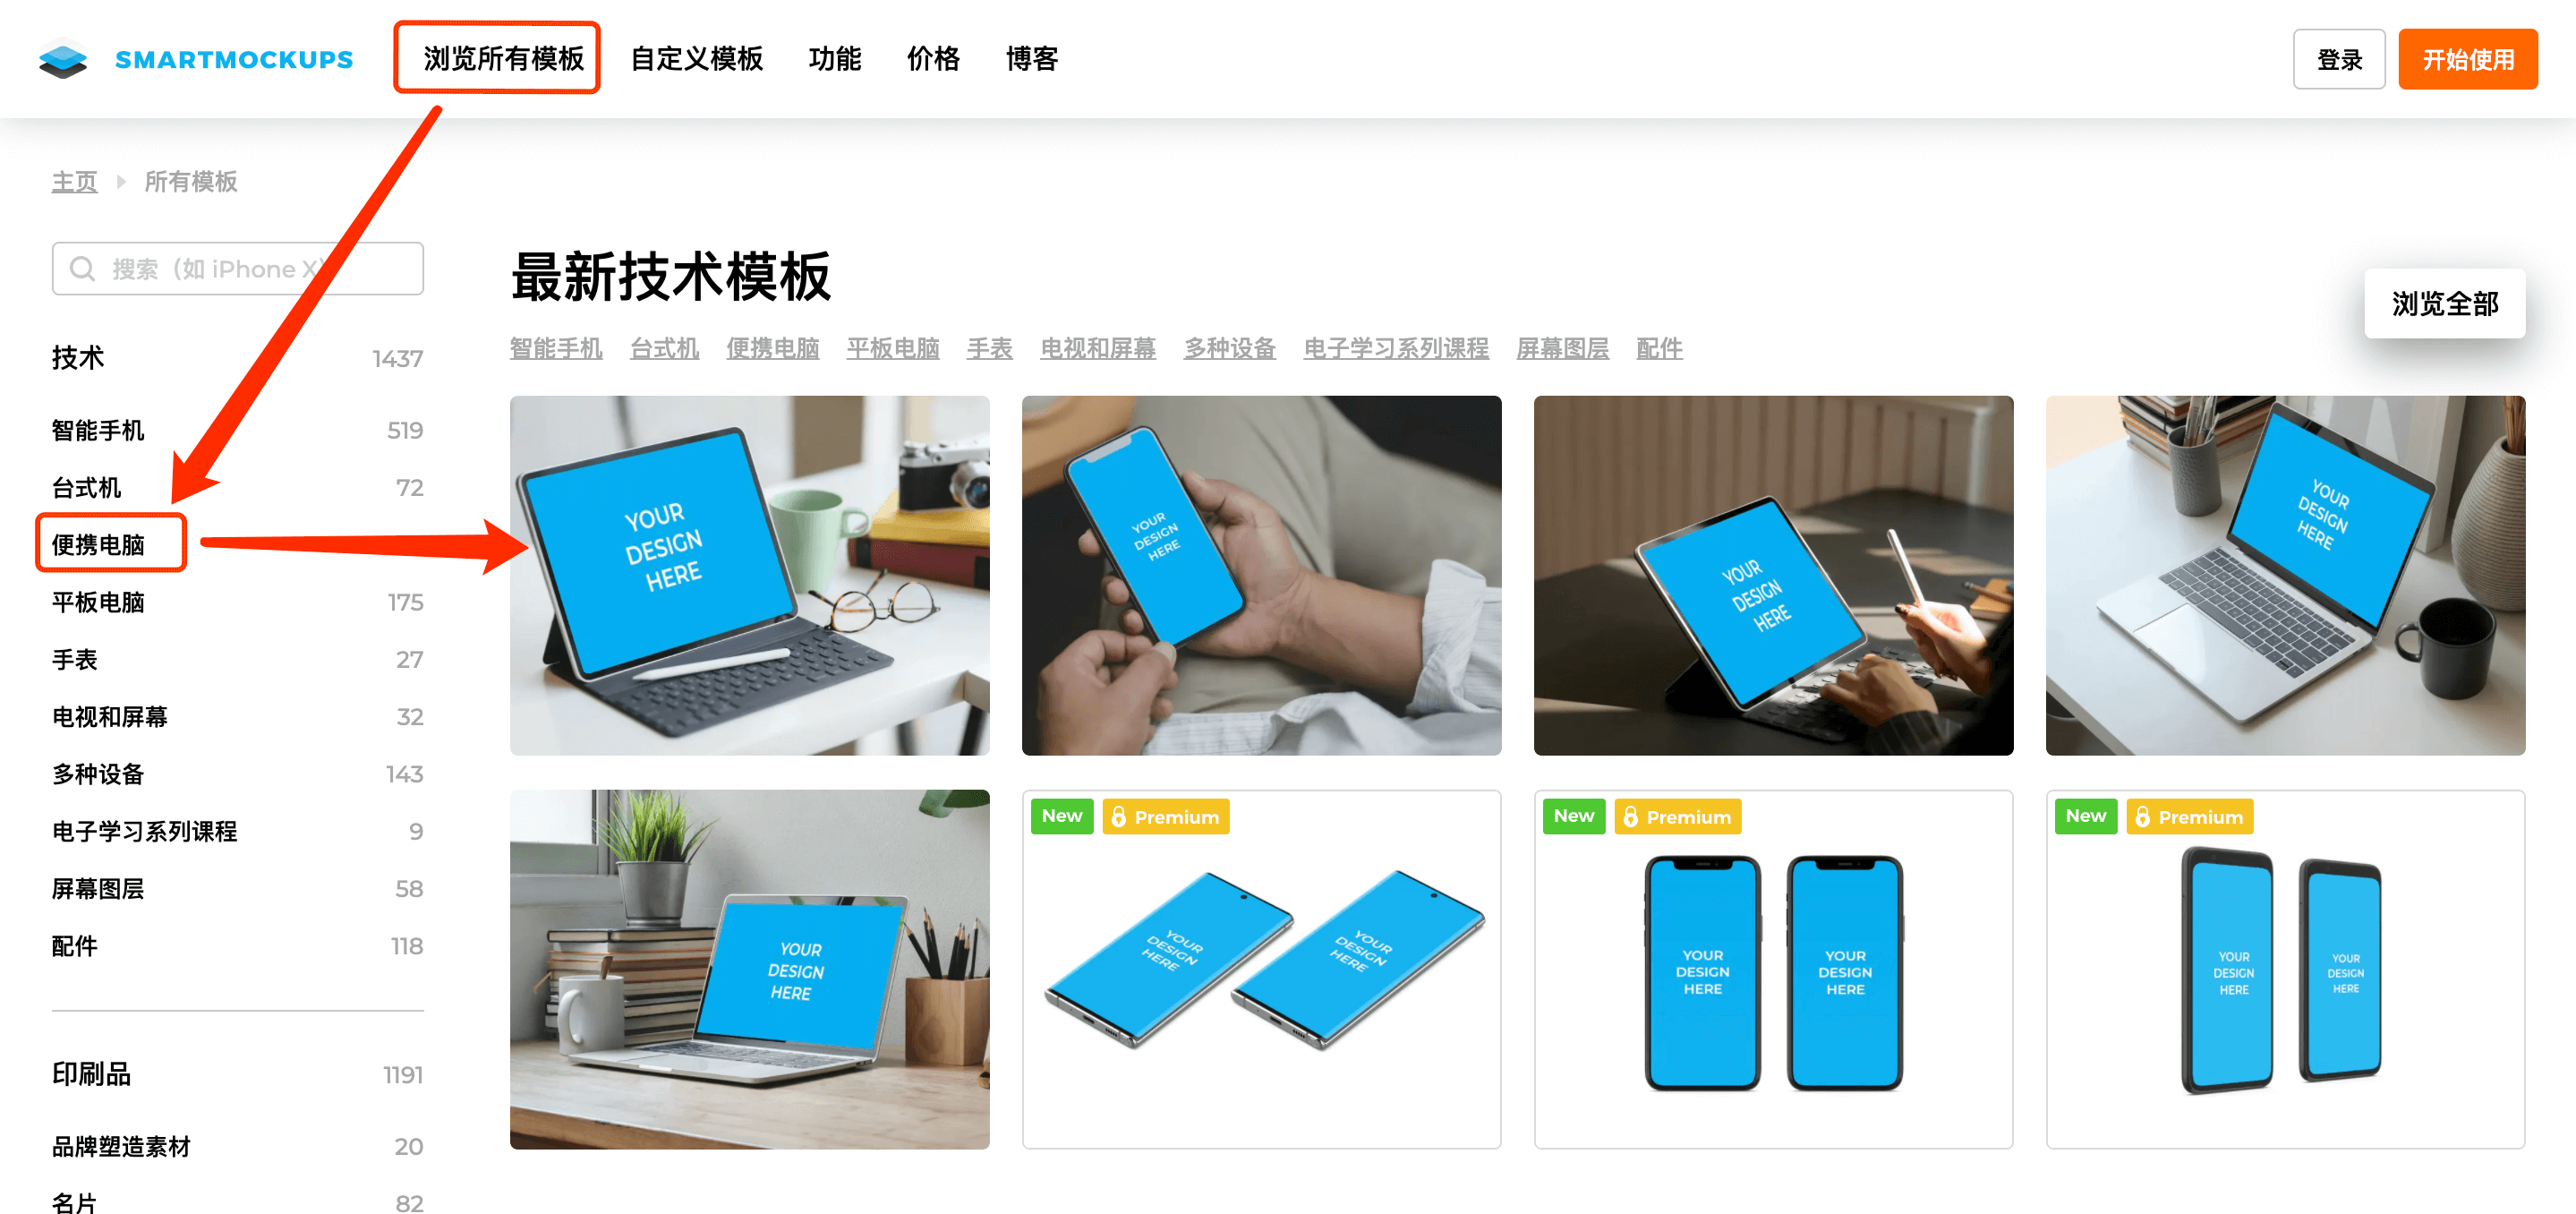 SMARTMOCKUPS
浏览所有模板 自定义模板 功能 价格 博客
登录 开始使用
主页 所有模板
搜索（如 iPhone X）
技术 1437
智能手机 519
台式机 72
便携电脑
平板电脑 175
手表 27
电视和屏幕 32
多种设备 143
电子学习系列课程 9
屏幕图层 58
配件 118
印刷品 1191
品牌塑造素材 20
名片 82
最新技术模板
浏览全部
智能手机 台式机 便携电脑 平板电脑 手表 电视和屏幕 多种设备 电子学习系列课程 屏幕图层 配件
YOUR
DESIGN
HERE
YOUR
DESIGN
HERE
YOUR
DESIGN
HERE
YOUR
DESIGN
HERE
YOUR
DESIGN
HERE
New Premium
YOUR
DESIGN
HERE
YOUR
DESIGN
HERE
New Premium
YOUR
DESIGN
HERE
YOUR
DESIGN
HERE
New Premium
YOUR
DESIGN
HERE
YOUR
DESIGN
HERE